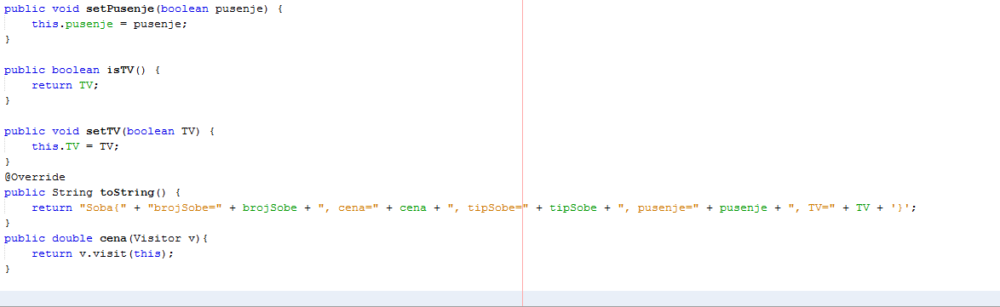 public void setPusenje(boolean pusenje) {
    this.pusenje = pusenje;
}

public boolean isTV() {
    return TV;
}

public void setTV(boolean TV) {
    this.TV = TV;
}
@Override
public String toString() {
    return "Soba{" + "brojSobe=" + brojSobe + ", cena=" + cena + ", tipSobe=" + tipSobe + ", pusenje=" + pusenje + ", TV=" + TV + '}';
}
public double cena(Visitor v){
    return v.visit(this);
}